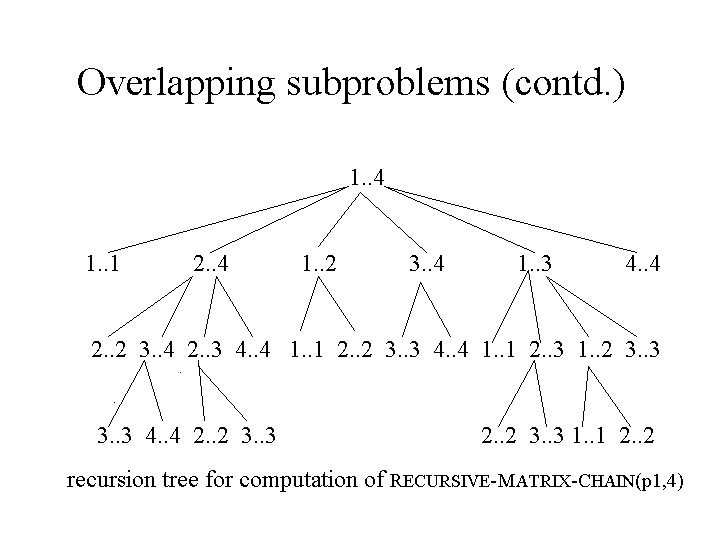 Overlapping subproblems (contd.)
1..4
1..1 2..4 1..2 3..4 1..3 4..4
2..2 3..4 2..3 4..4 1..1 2..2 3..3 4..4 1..1 2..3 1..2 3..3
3..3 4..4 2..2 3..3 2..2 3..3 1..1 2..2
recursion tree for computation of RECURSIVE-MATRIX-CHAIN(p1,4)